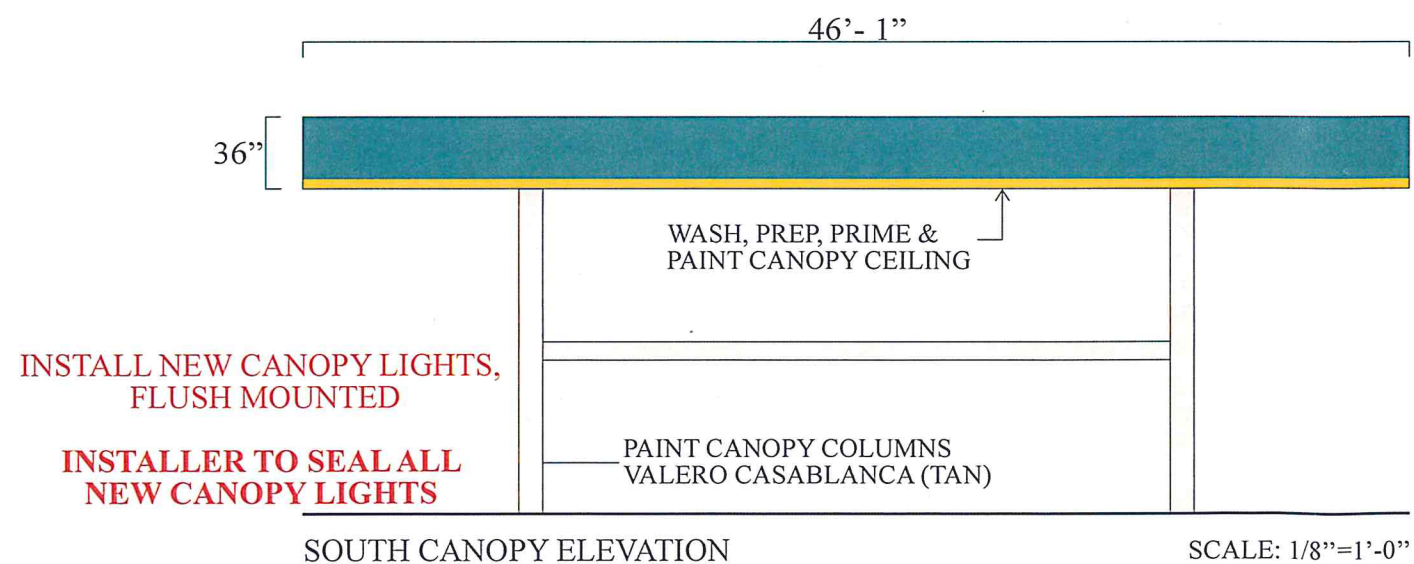 46’- 1”
36”
WASH, PREP, PRIME &
PAINT CANOPY CEILING
INSTALL NEW CANOPY LIGHTS,
FLUSH MOUNTED
INSTALLER TO SEAL ALL
NEW CANOPY LIGHTS
PAINT CANOPY COLUMNS
VALERO CASABLANCA (TAN)
SOUTH CANOPY ELEVATION
SCALE: 1/8”=1’-0”